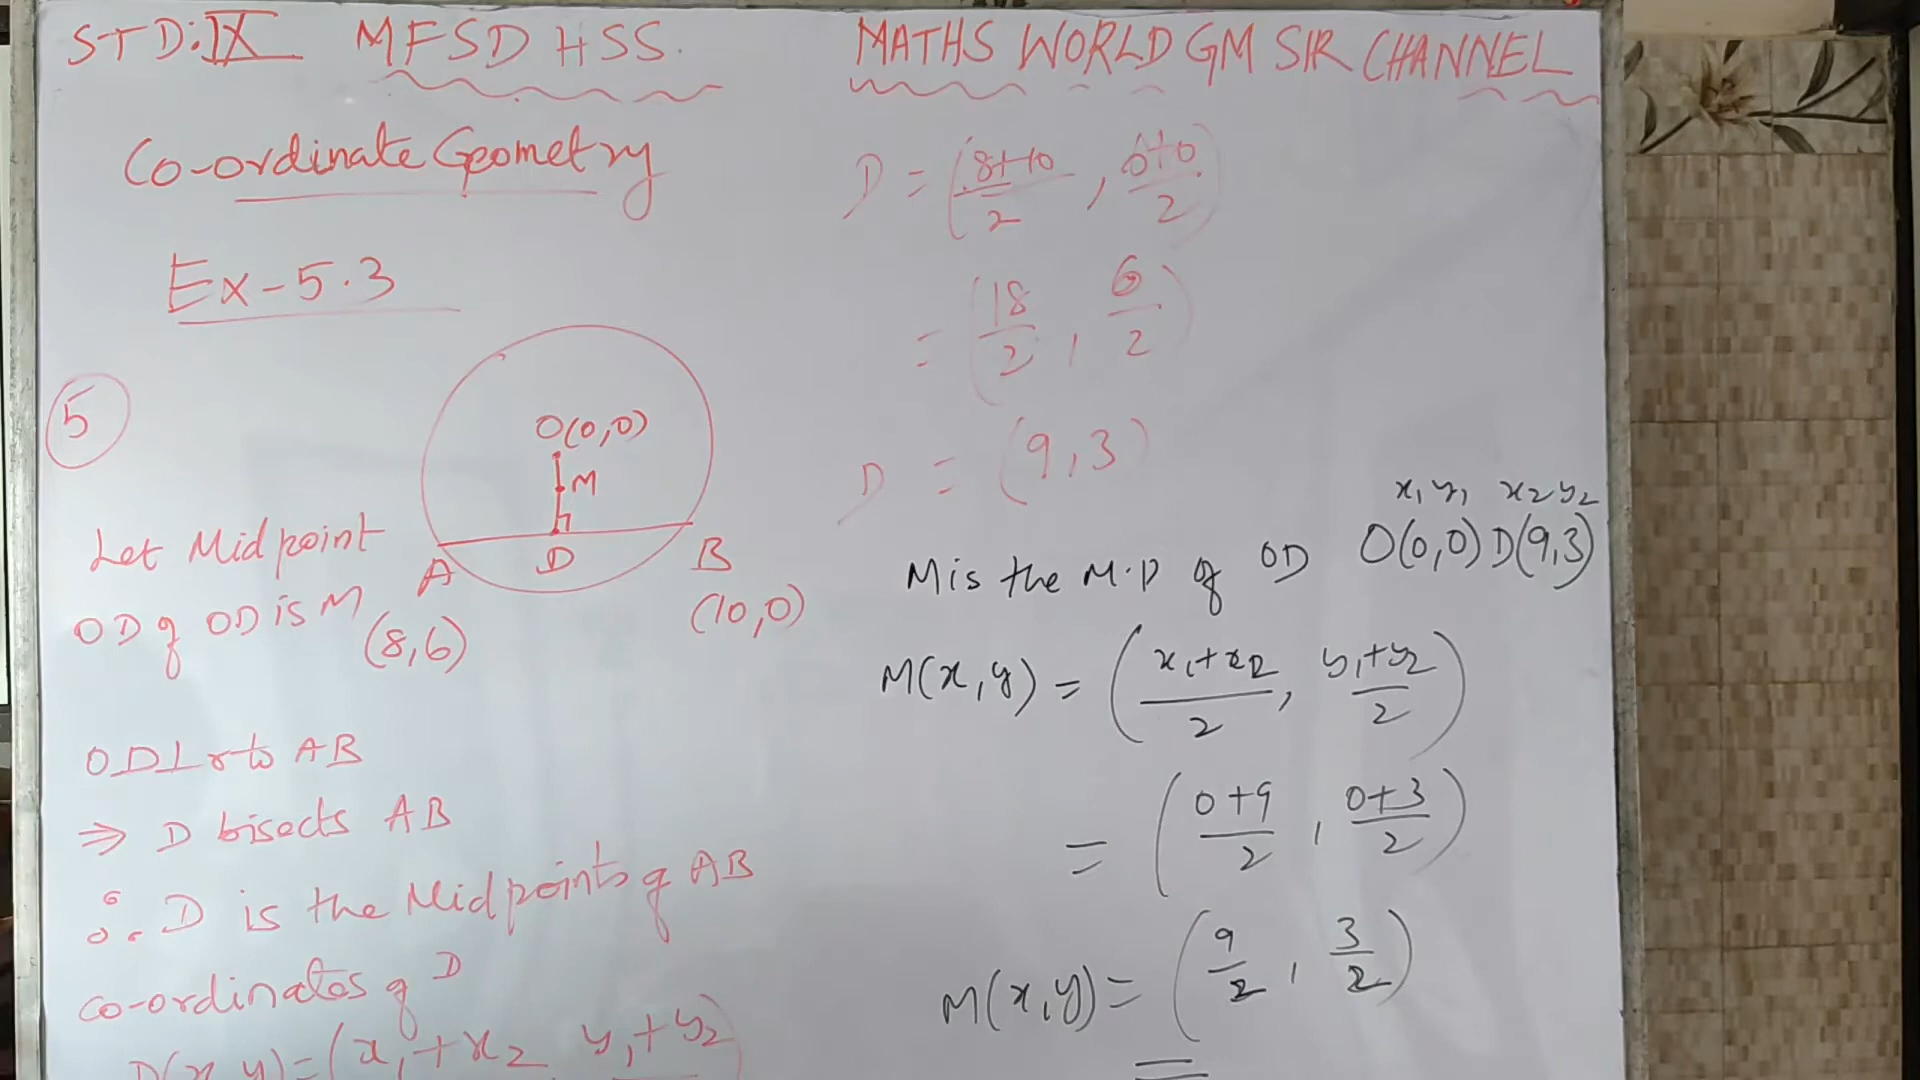 STD:IX MFSD HSS. MATHS WORLD GM SIR CHANNEL
Co-ordinate Geometry
Ex-5.3
5
O(0,0)
M
A D B
(8,6) (10,0)
Let Midpoint
OD of OD is M
OD ⊥r to AB
⇒ D bisects AB
∴ D is the Midpoints of AB
co-ordinates of D
D(x,y)=(x₁+x₂ y₁+y₂)
D = (8+10/2, 6+0/2)
= (18/2, 6/2)
D = (9,3)
x₁y₁ x₂y₂
M is the M.P of OD O(0,0) D(9,3)
M(x,y) = (x₁+x₂/2, y₁+y₂/2)
= (0+9/2, 0+3/2)
M(x,y) = (9/2, 3/2)